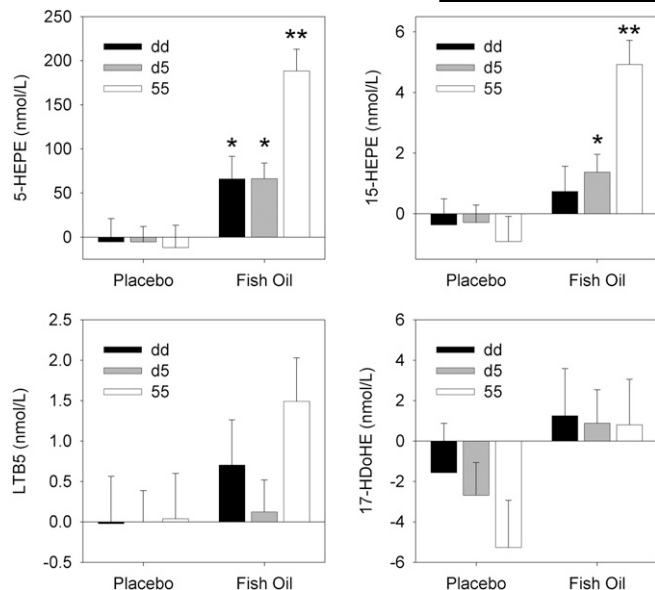 250
200
150
100
50
0
5-HEPE (nmol/L)
dd
d5
55
*
*
**
Placebo
Fish Oil
6
4
2
0
15-HEPE (nmol/L)
dd
d5
55
*
**
Placebo
Fish Oil
2.5
2.0
1.5
1.0
0.5
0.0
-0.5
LTB5 (nmol/L)
dd
d5
55
Placebo
Fish Oil
6
4
2
0
-2
-4
-6
17-HDoHE (nmol/L)
dd
d5
55
Placebo
Fish Oil